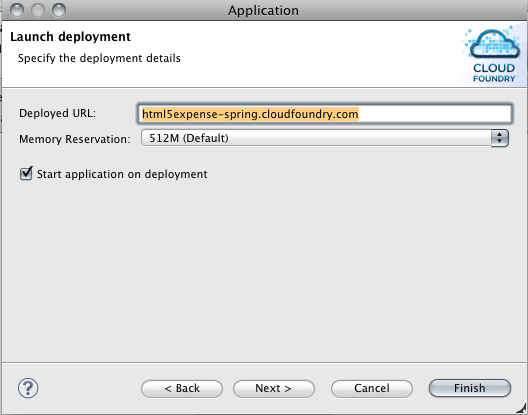 Application
Launch deployment
Specify the deployment details
CLOUD
FOUNDRY
Deployed URL: html5expense-spring.cloudfoundry.com
Memory Reservation: 512M (Default)
Start application on deployment
? < Back Next > Cancel Finish